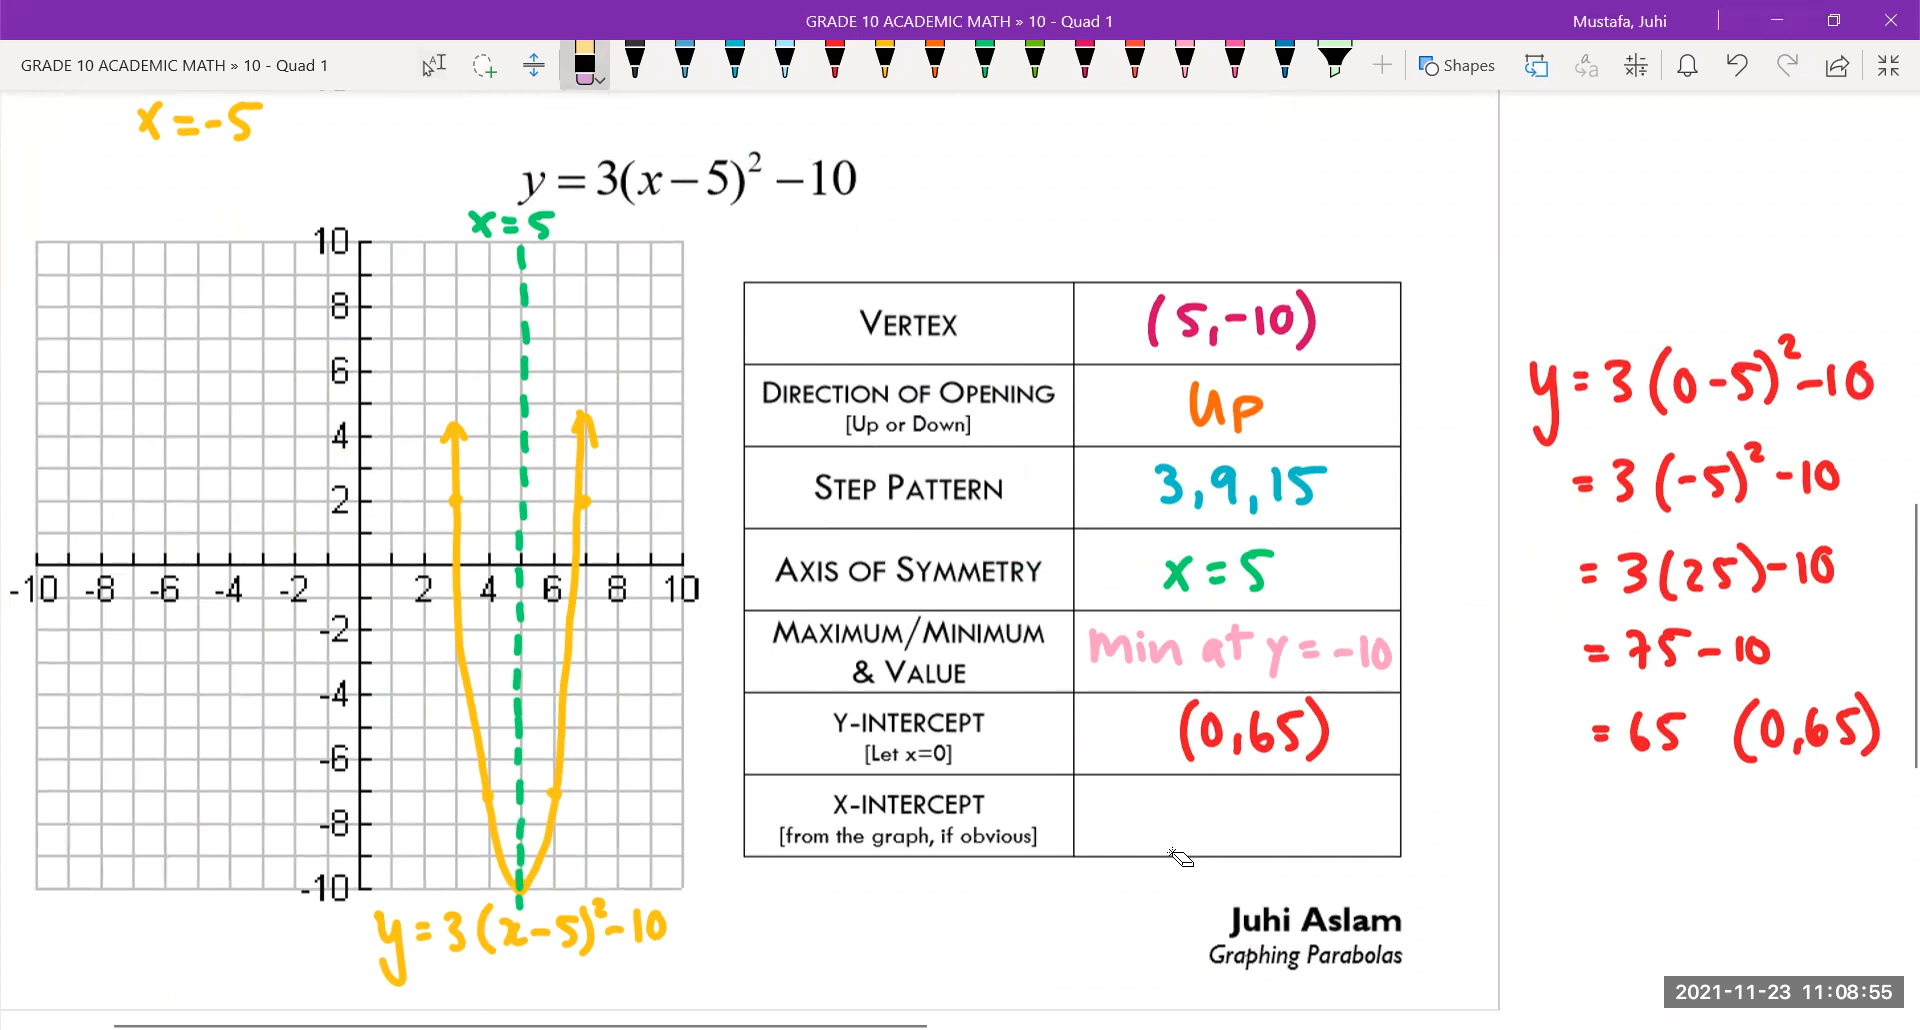 GRADE 10 ACADEMIC MATH » 10 - Quad 1
Mustafa, Juhi
GRADE 10 ACADEMIC MATH » 10 - Quad 1
Shapes
x = -5
y = 3(x - 5)² - 10
x = 5
10
8
6
4
2
-10 -8 -6 -4 -2 2 4 6 8 10
-2
-4
-6
-8
-10
y = 3(x - 5)² - 10
VERTEX (5, -10)
DIRECTION OF OPENING Up
[Up or Down]
STEP PATTERN 3, 9, 15
AXIS OF SYMMETRY x = 5
MAXIMUM/MINIMUM min at y = -10
& VALUE
Y-INTERCEPT (0, 65)
[Let x=0]
X-INTERCEPT
[from the graph, if obvious]
y = 3(0 - 5)² - 10
= 3(-5)² - 10
= 3(25) - 10
= 75 - 10
= 65 (0, 65)
Juhi Aslam
Graphing Parabolas
2021-11-23 11:08:55